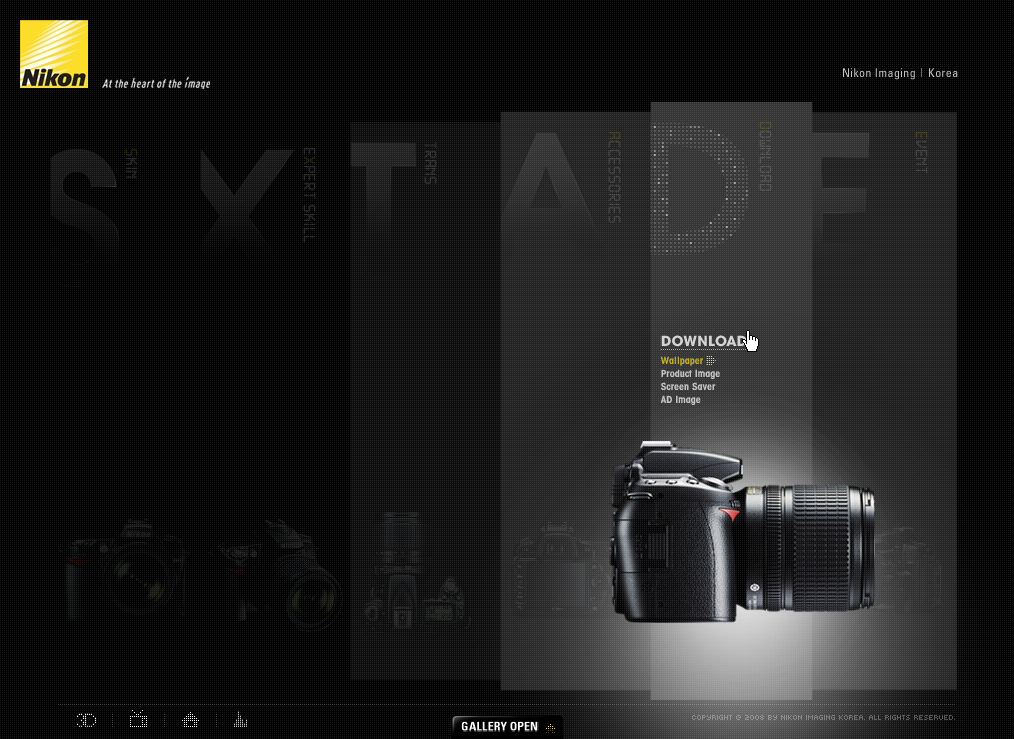 Nikon
At the heart of the image
Nikon Imaging | Korea
S
SKIN
X
EXPERT SKILL
T
TRANS
A
ACCESSORIES
D
DOWNLOAD
E
EVENT
DOWNLOAD
Wallpaper
Product Image
Screen Saver
AD Image
3D
GALLERY OPEN
COPYRIGHT © 2008 BY NIKON IMAGING KOREA. ALL RIGHTS RESERVED.